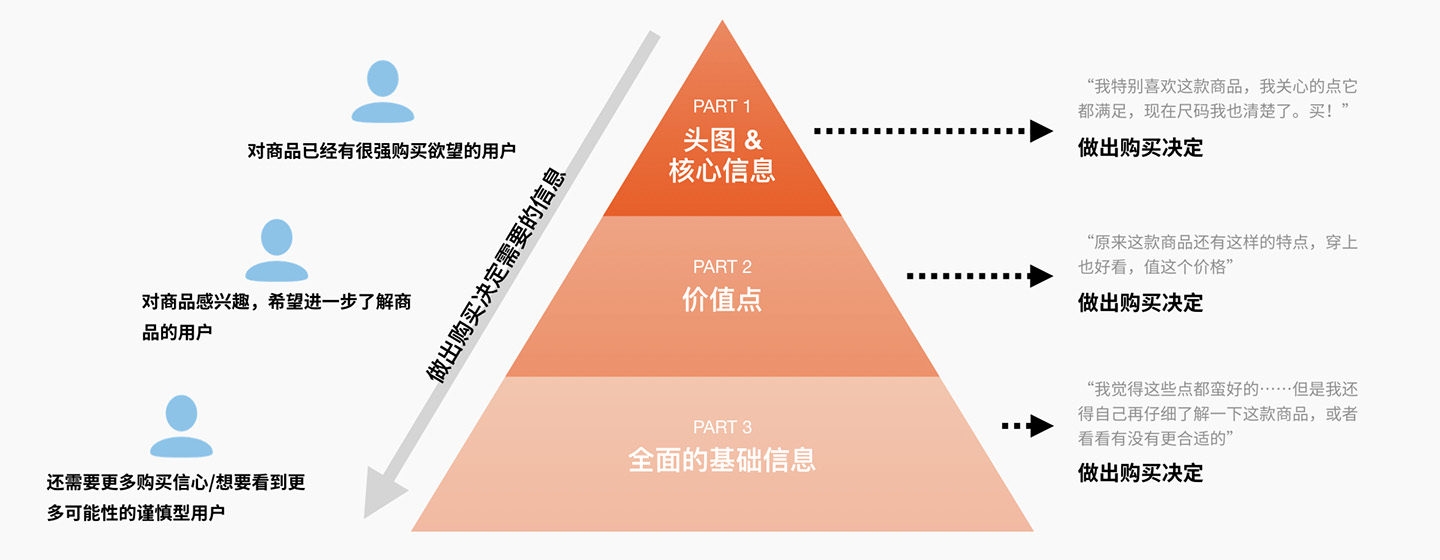 对商品已经有很强购买欲望的用户
对商品感兴趣，希望进一步了解商
品的用户
还需要更多购买信心/想要看到更
多可能性的谨慎型用户
做出购买决定需要的信息
PART 1
头图 &
核心信息
PART 2
价值点
PART 3
全面的基础信息
“我特别喜欢这款商品，我关心的点它
都满足，现在尺码我也清楚了。买！”
做出购买决定
“原来这款商品还有这样的特点，穿上
也好看，值这个价格”
做出购买决定
“我觉得这些点都蛮好的……但是我还
得自己再仔细了解一下这款商品，或者
看看有没有更合适的”
做出购买决定